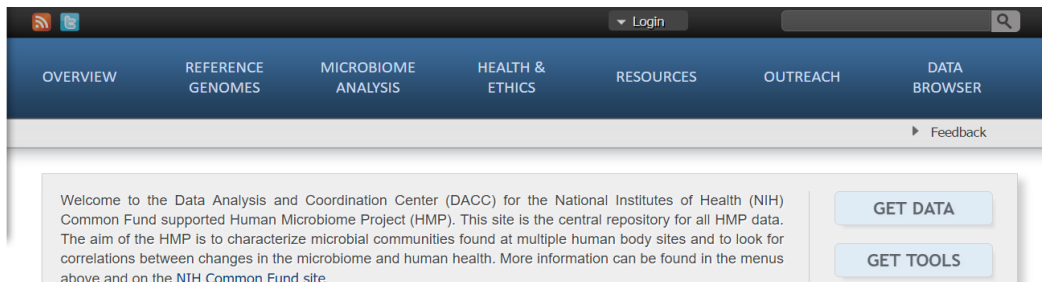 Login
OVERVIEW
REFERENCE
GENOMES
MICROBIOME
ANALYSIS
HEALTH &
ETHICS
RESOURCES
OUTREACH
DATA
BROWSER
Feedback
Welcome to the Data Analysis and Coordination Center (DACC) for the National Institutes of Health (NIH)
Common Fund supported Human Microbiome Project (HMP). This site is the central repository for all HMP data.
The aim of the HMP is to characterize microbial communities found at multiple human body sites and to look for
correlations between changes in the microbiome and human health. More information can be found in the menus
above and on the NIH Common Fund site.
GET DATA
GET TOOLS